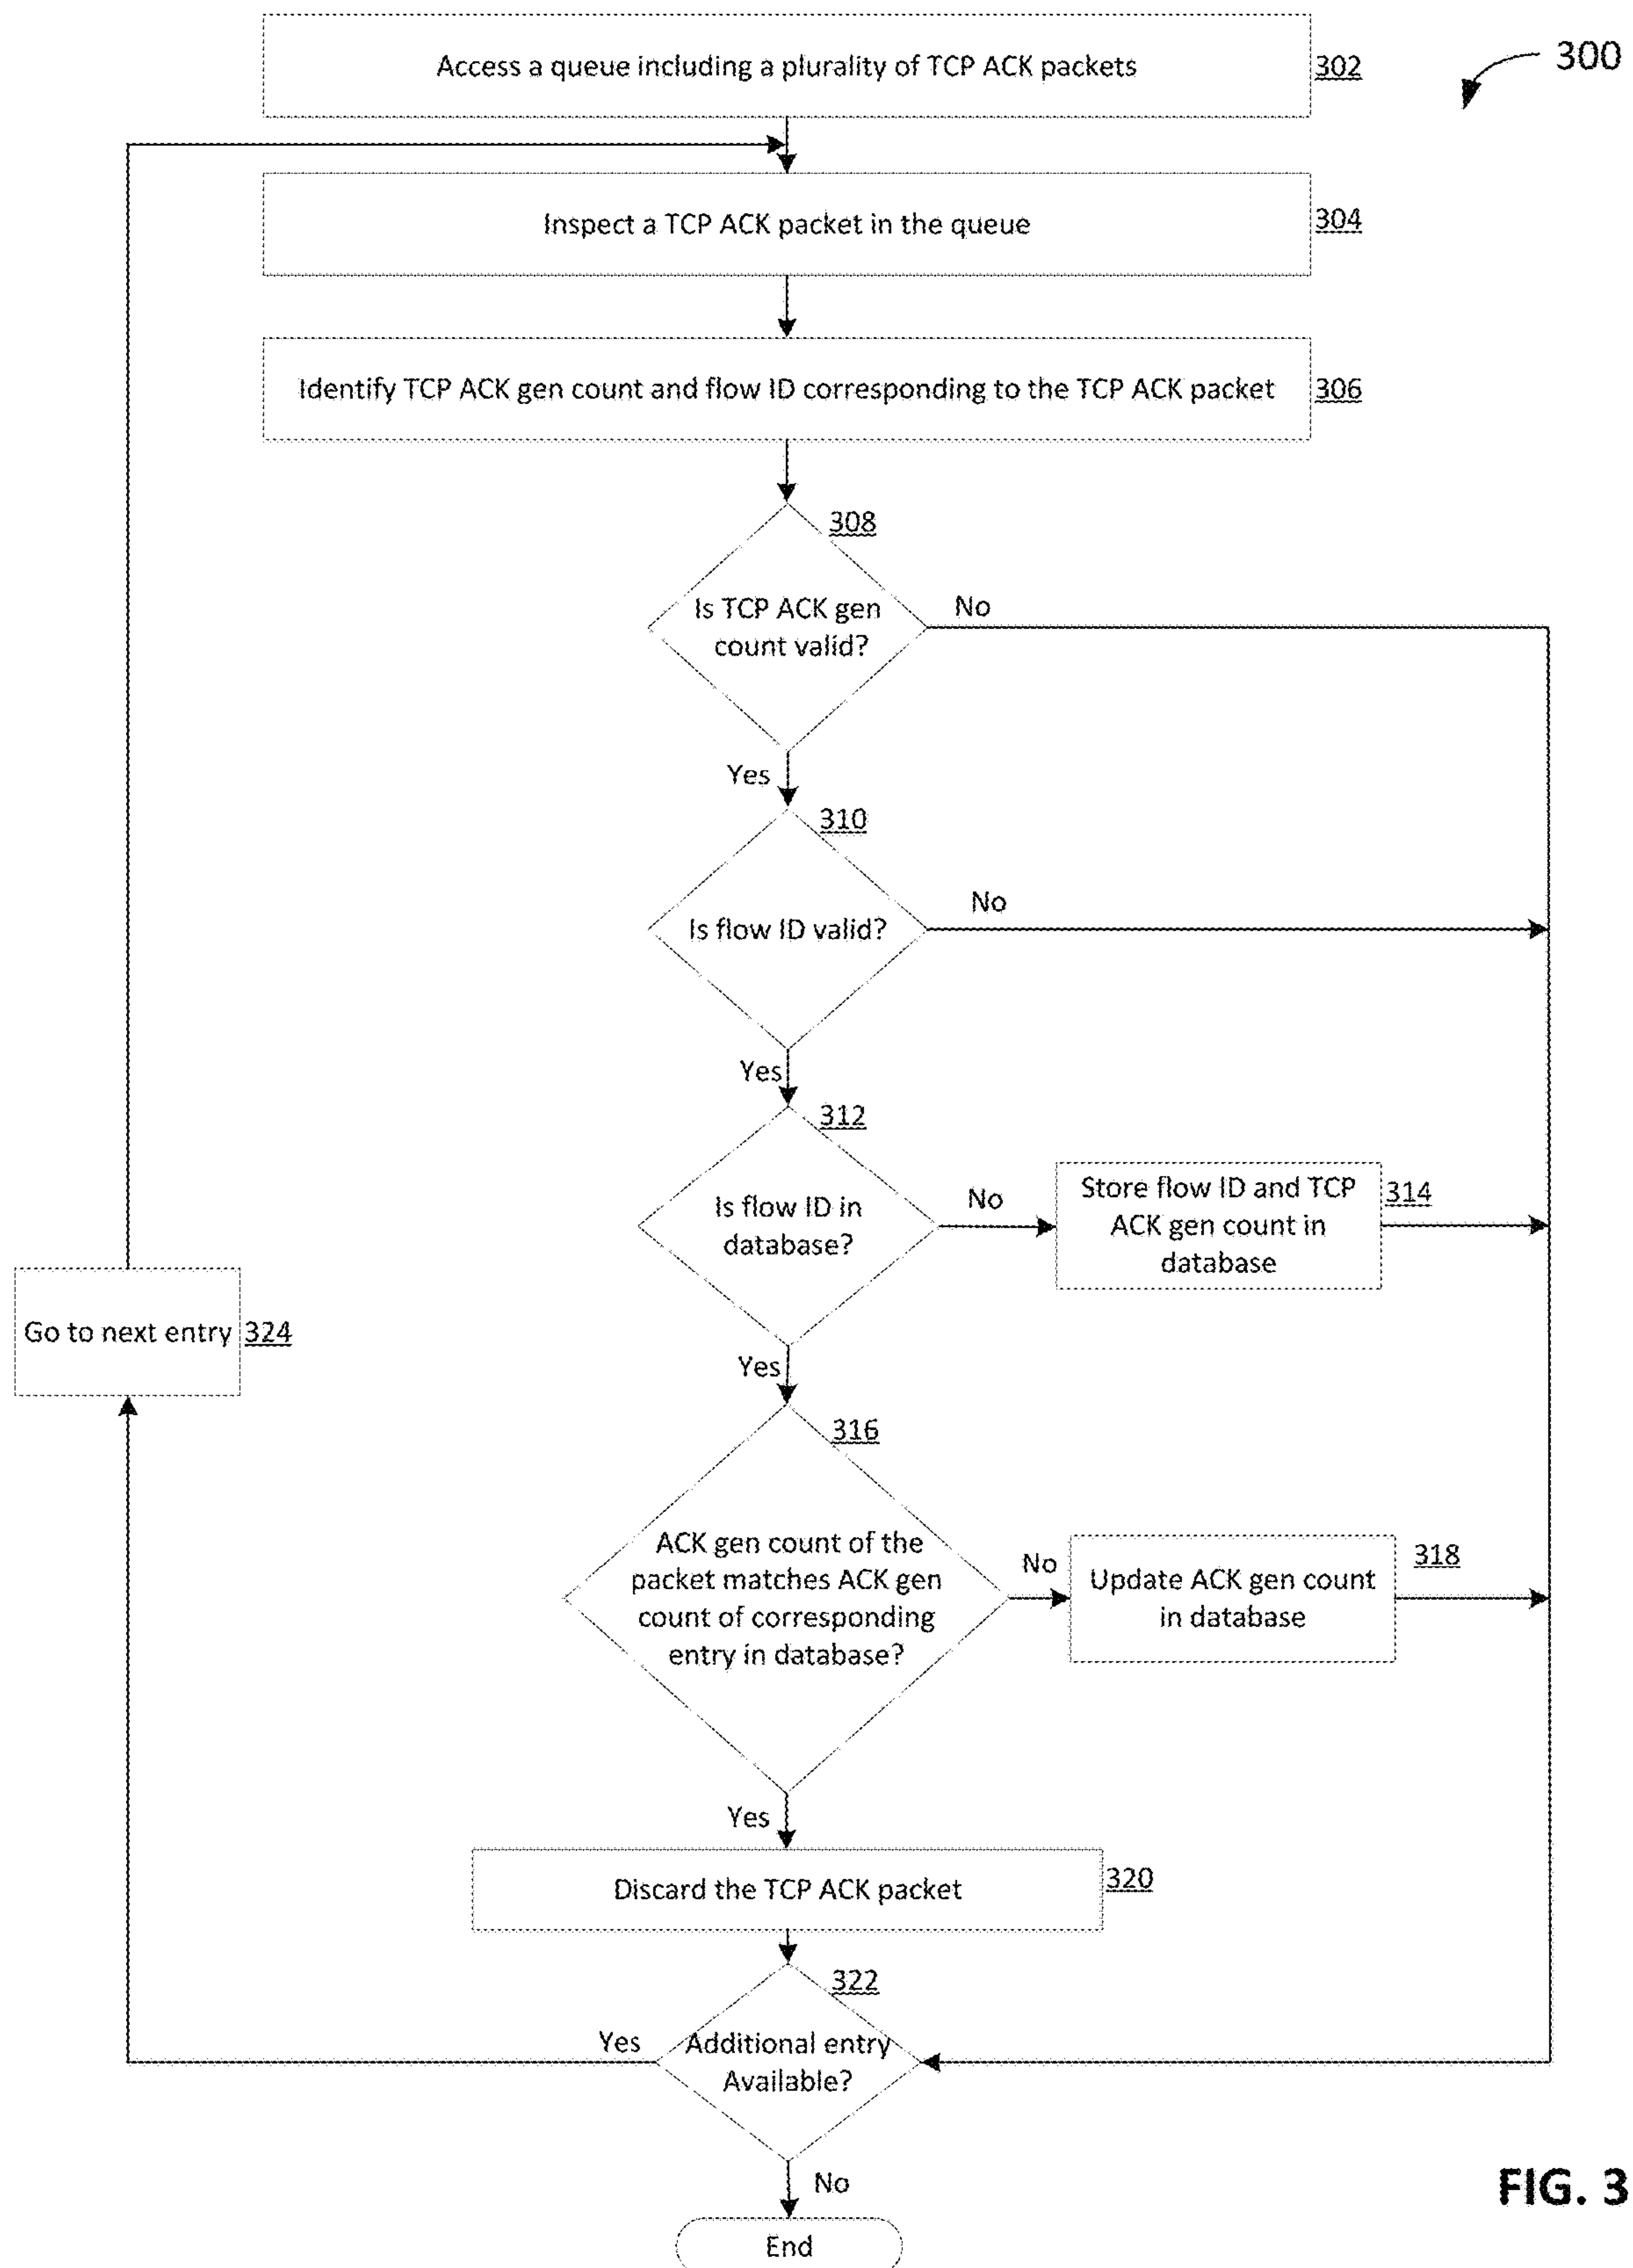 Access a queue including a plurality of TCP ACK packets
302
300
Inspect a TCP ACK packet in the queue
304
Identify TCP ACK gen count and flow ID corresponding to the TCP ACK packet
306
308
Is TCP ACK gen
count valid?
No
Yes
310
Is flow ID valid?
No
Yes
312
Is flow ID in
database?
No
Store flow ID and TCP
ACK gen count in
database
314
Go to next entry
324
Yes
316
ACK gen count of the
packet matches ACK gen
count of corresponding
entry in database?
No
Update ACK gen count
in database
318
Yes
Discard the TCP ACK packet
320
322
Additional entry
Available?
Yes
No
End
FIG. 3